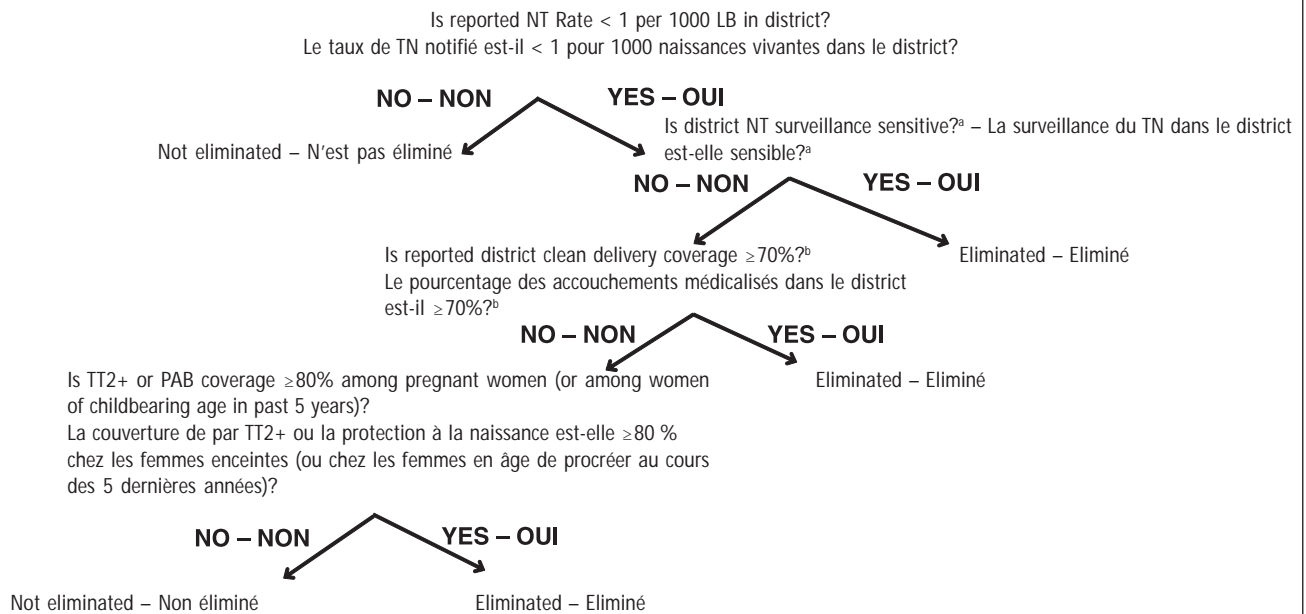 Is reported NT Rate < 1 per 1000 LB in district?
Le taux de TN notifié est-il < 1 pour 1000 naissances vivantes dans le district?
NO – NON
YES – OUI
Not eliminated – N'est pas éliminé
Is district NT surveillance sensitive?ᵃ – La surveillance du TN dans le district
est-elle sensible?ᵃ
NO – NON
YES – OUI
Is reported district clean delivery coverage ≥70%?ᵇ
Le pourcentage des accouchements médicalisés dans le district
est-il ≥70%?ᵇ
Eliminated – Eliminé
NO – NON
YES – OUI
Is TT2+ or PAB coverage ≥80% among pregnant women (or among women
of childbearing age in past 5 years)?
La couverture de par TT2+ ou la protection à la naissance est-elle ≥80 %
chez les femmes enceintes (ou chez les femmes en âge de procréer au cours
des 5 dernières années)?
Eliminated – Eliminé
NO – NON
YES – OUI
Not eliminated – Non éliminé
Eliminated – Eliminé